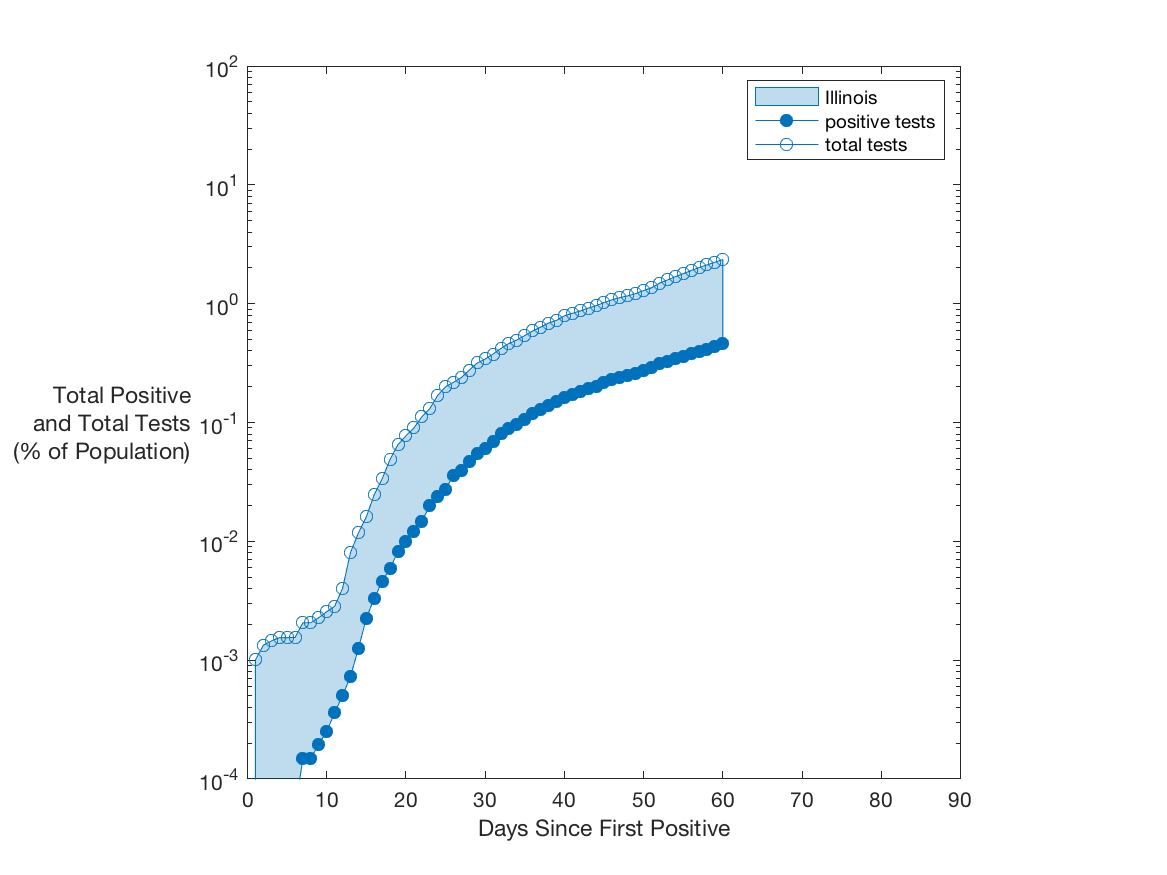 10^2
10^1
10^0
10^-1
10^-2
10^-3
10^-4
Total Positive
and Total Tests
(% of Population)
Illinois
positive tests
total tests
0 10 20 30 40 50 60 70 80 90
Days Since First Positive